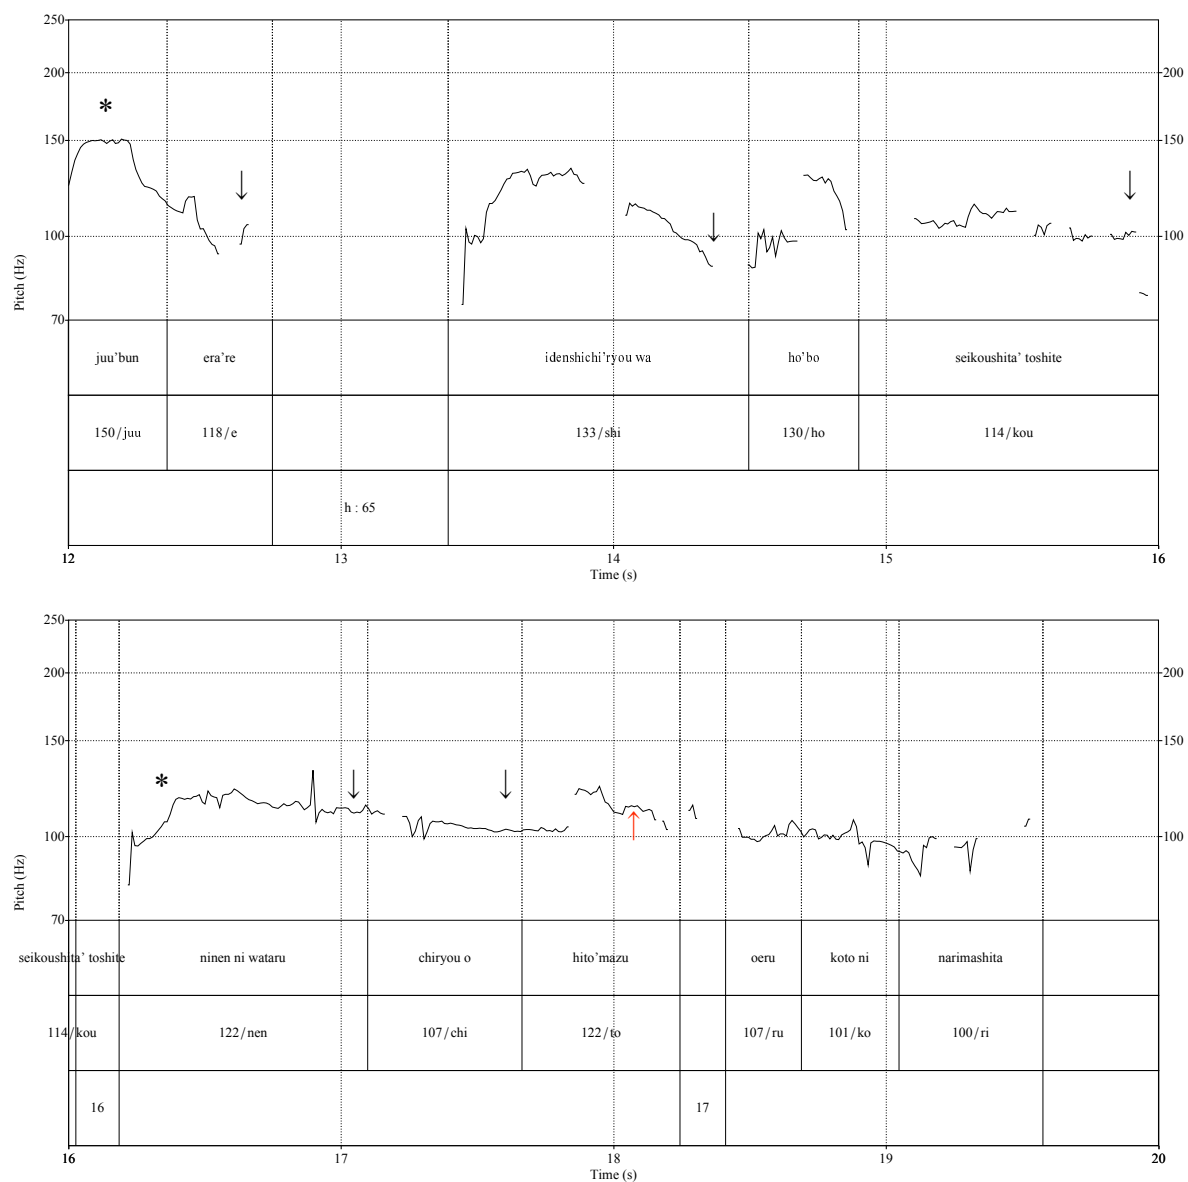 250
200 200
*
150 150
100 100
Pitch (Hz)
70
juu’bun era’re idenshichi’ryou wa ho’bo seikoushita’ toshite
150/juu 118/e 133/shi 130/ho 114/kou
h : 65
12 13 14 15 16
Time (s)
250
200 200
150 150
*
100 100
Pitch (Hz)
70
seikoushita’ toshite ninen ni wataru chiryou o hito’mazu oeru koto ni narimashita
114/kou 122/nen 107/chi 122/to 107/ru 101/ko 100/ri
16 17
16 17 18 19 20
Time (s)